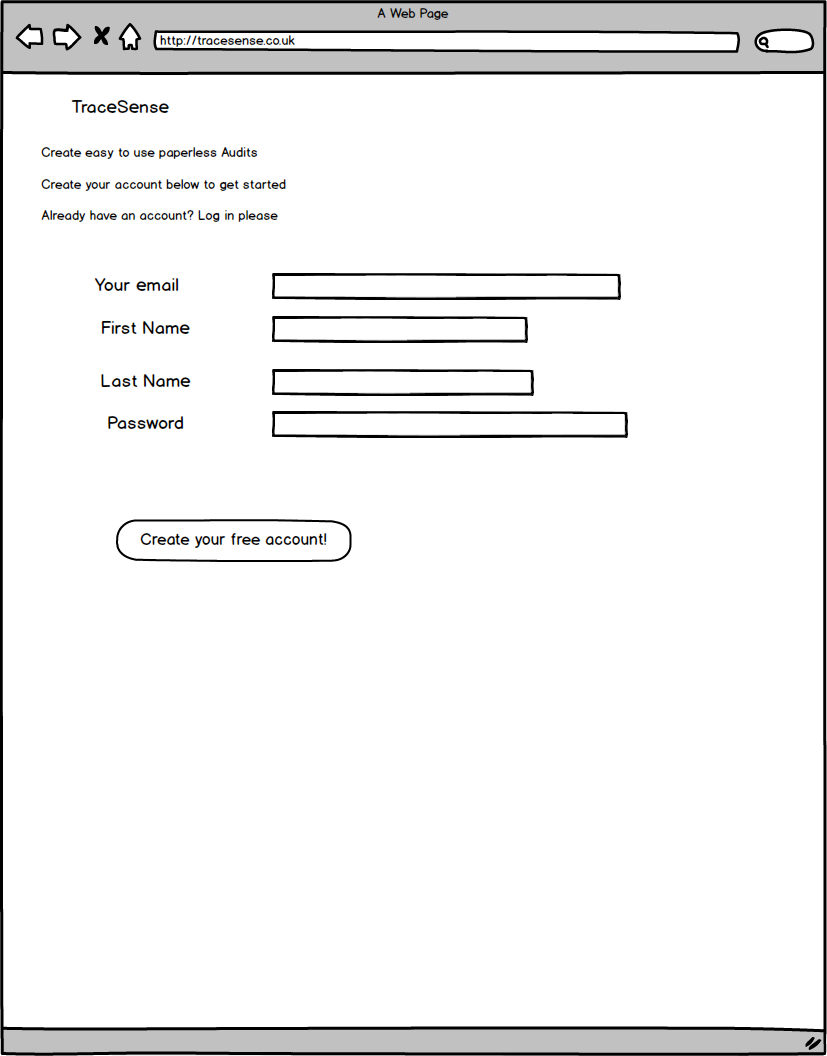 A Web Page
http://tracesense.co.uk
TraceSense
Create easy to use paperless Audits
Create your account below to get started
Already have an account? Log in please
Your email
First Name
Last Name
Password
Create your free account!